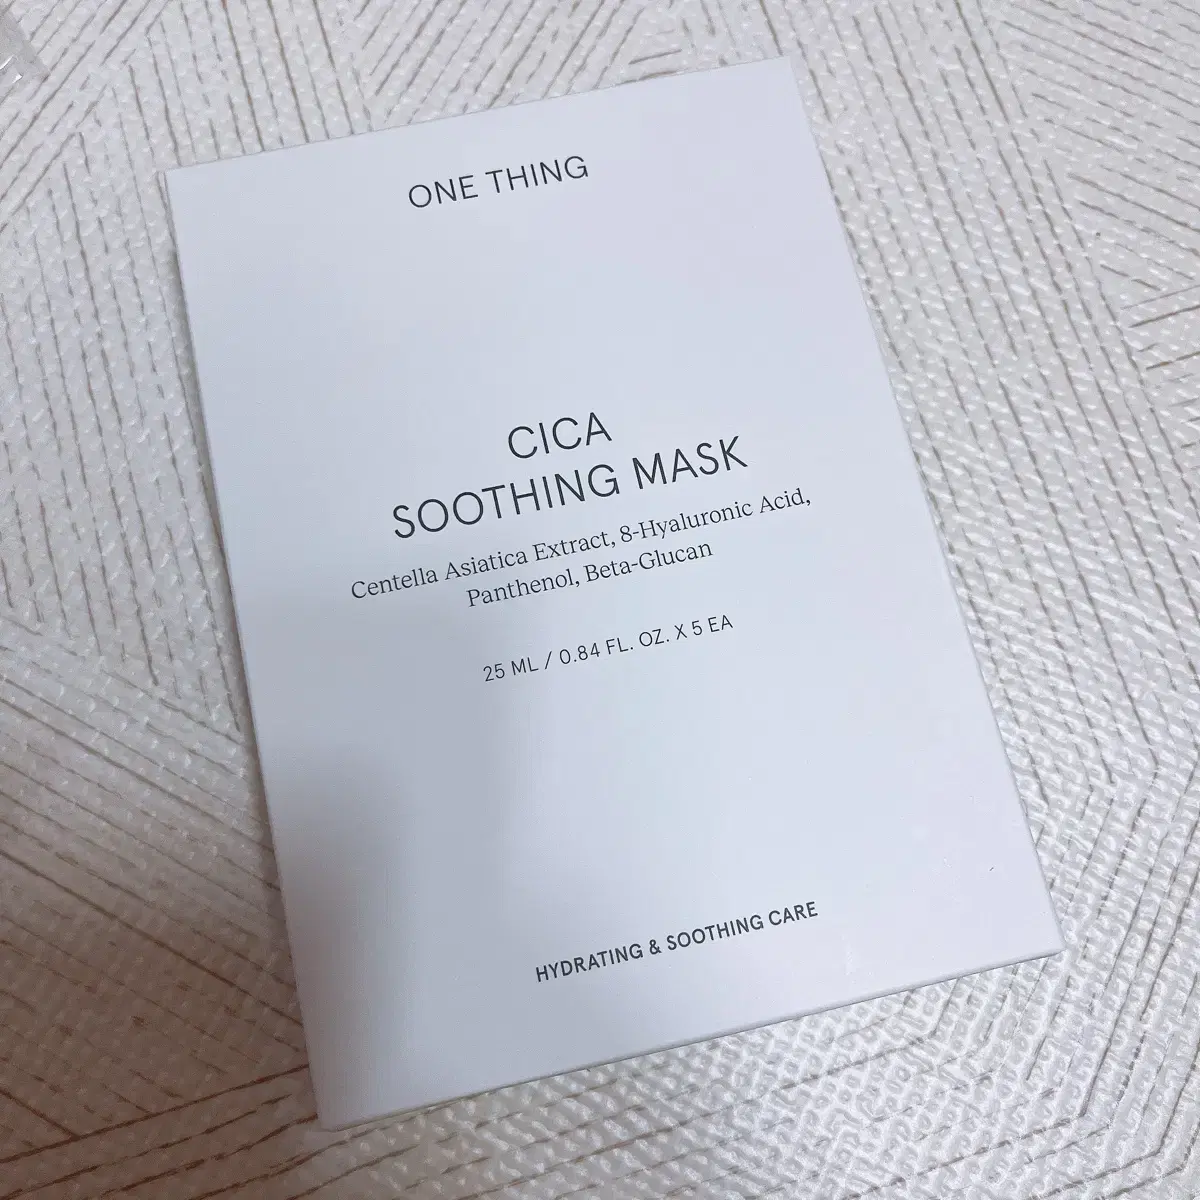 ONE THING
CICA
SOOTHING MASK
Centella Asiatica Extract, 8-Hyaluronic Acid,
Panthenol, Beta-Glucan
25 ML / 0.84 FL. OZ. X 5 EA
HYDRATING & SOOTHING CARE